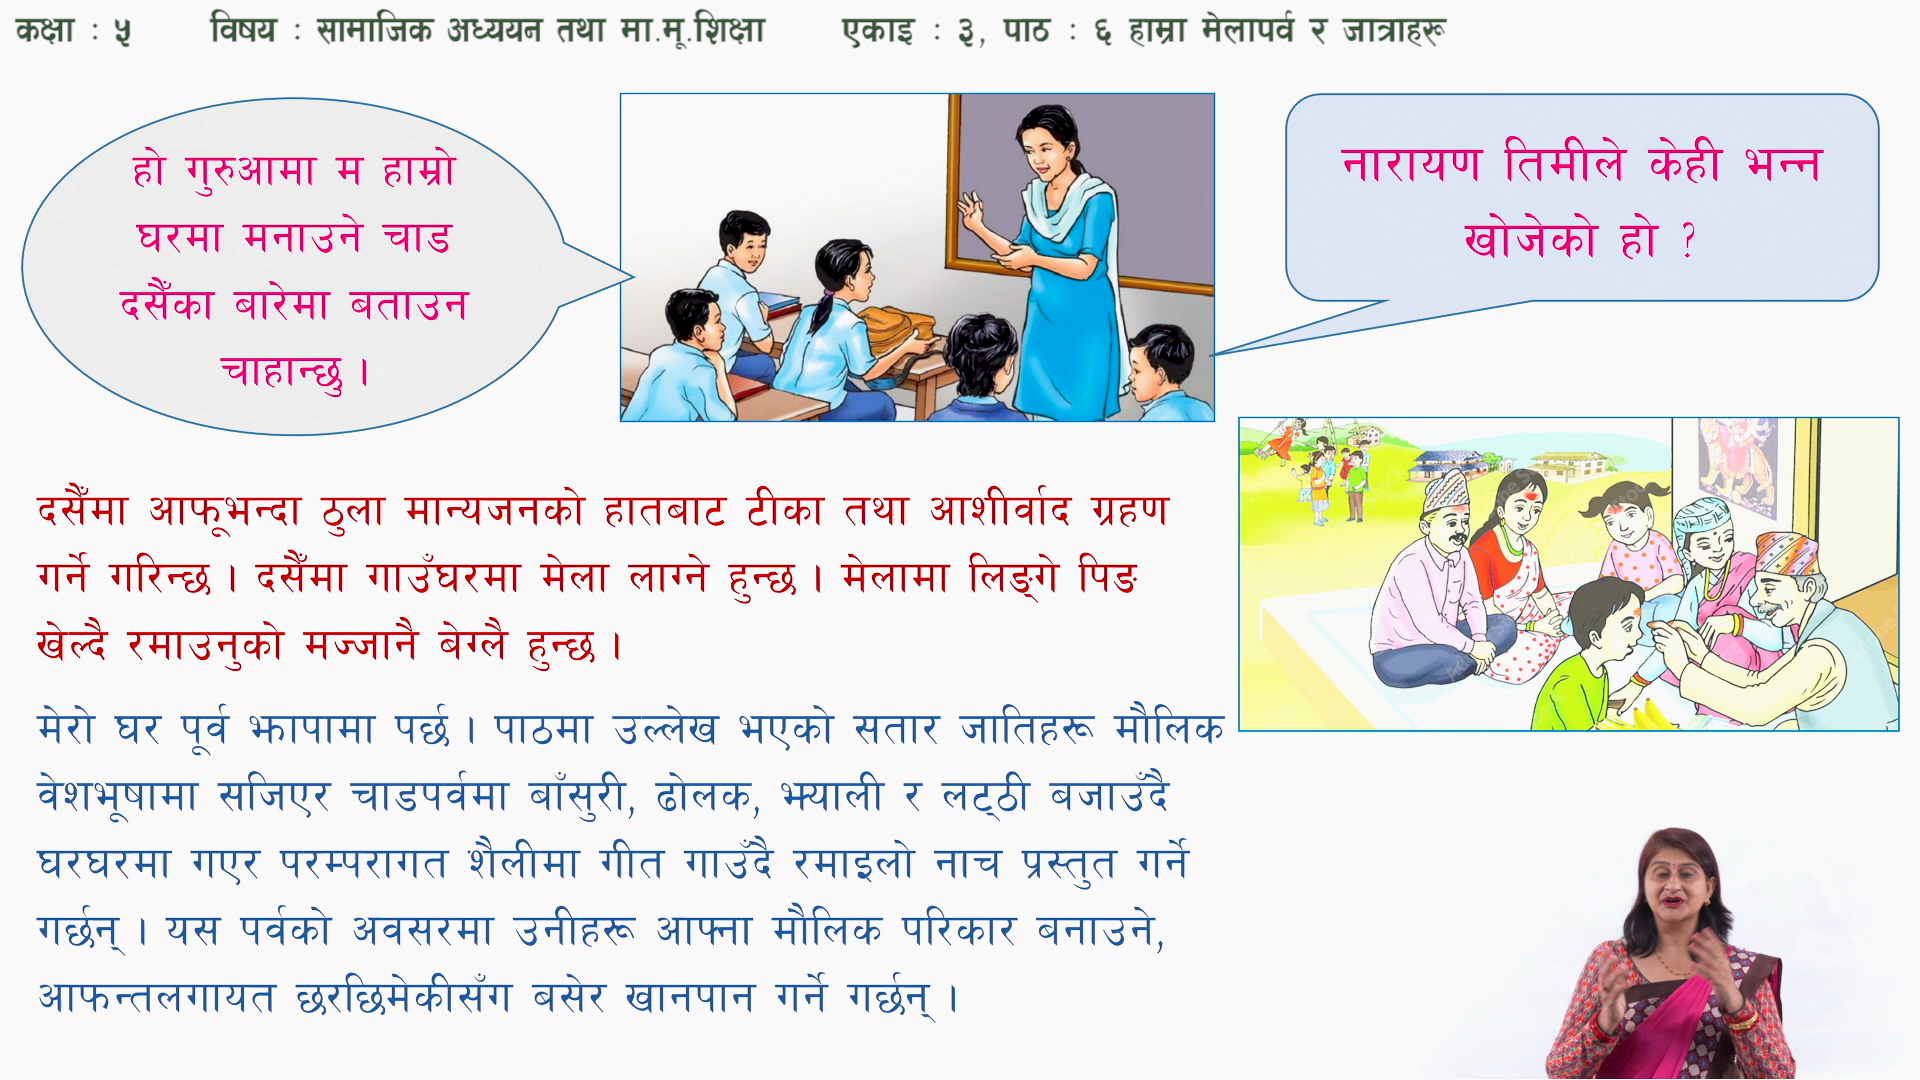 कक्षा : ५ विषय : सामाजिक अध्ययन तथा मा.मू.शिक्षा एकाइ : ३, पाठ : ६ हाम्रा मेलापर्व र जात्राहरू
हो गुरुआमा म हाम्रो
घरमा मनाउने चाड
दसैँका बारेमा बताउन
चाहान्छु ।
नारायण तिमीले केही भन्न
खोजेको हो ?
दसैँमा आफूभन्दा ठुला मान्यजनको हातबाट टीका तथा आशीर्वाद ग्रहण
गर्ने गरिन्छ । दसैँमा गाउँघरमा मेला लाग्ने हुन्छ । मेलामा लिङ्गे पिङ
खेल्दै रमाउनुको मज्जानै बेग्लै हुन्छ ।
मेरो घर पूर्व झापामा पर्छ । पाठमा उल्लेख भएको सतार जातिहरू मौलिक
वेशभूषामा सजिएर चाडपर्वमा बाँसुरी, ढोलक, झ्याली र लट्ठी बजाउँदै
घरघरमा गएर परम्परागत शैलीमा गीत गाउँदै रमाइलो नाच प्रस्तुत गर्ने
गर्छन् । यस पर्वको अवसरमा उनीहरू आफ्ना मौलिक परिकार बनाउने,
आफन्तलगायत छरछिमेकीसँग बसेर खानपान गर्ने गर्छन् ।